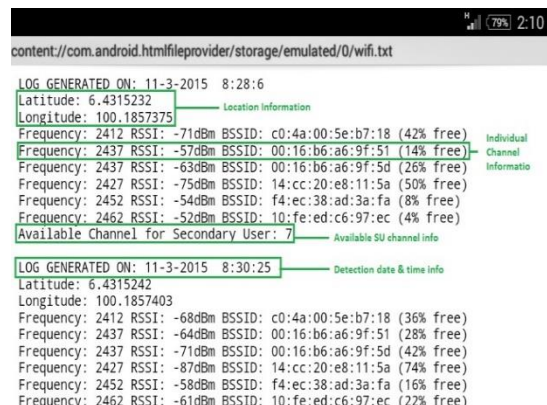 H 79% 2:10
content://com.android.htmlfileprovider/storage/emulated/0/wifi.txt
LOG GENERATED ON: 11-3-2015 8:28:6
Latitude: 6.4315232
Location Information
Longitude: 100.1857375
Frequency: 2412 RSSI: -71dBm BSSID: c0:4a:00:5e:b7:18 (42% free)
Individual
Frequency: 2437 RSSI: -57dBm BSSID: 00:16:b6:a6:9f:51 (14% free)
Channel
Frequency: 2437 RSSI: -63dBm BSSID: 00:16:b6:a6:9f:5d (26% free)
Informatio
Frequency: 2427 RSSI: -75dBm BSSID: 14:cc:20:e8:11:5a (50% free)
Frequency: 2452 RSSI: -54dBm BSSID: f4:ec:38:ad:3a:fa (8% free)
Frequency: 2462 RSSI: -52dBm BSSID: 10:fe:ed:c6:97:ec (4% free)
Available Channel for Secondary User: 7
Available SU channel info
LOG GENERATED ON: 11-3-2015 8:30:25
Detection date & time info
Latitude: 6.4315242
Longitude: 100.1857403
Frequency: 2412 RSSI: -68dBm BSSID: c0:4a:00:5e:b7:18 (36% free)
Frequency: 2437 RSSI: -64dBm BSSID: 00:16:b6:a6:9f:51 (28% free)
Frequency: 2437 RSSI: -71dBm BSSID: 00:16:b6:a6:9f:5d (42% free)
Frequency: 2427 RSSI: -87dBm BSSID: 14:cc:20:e8:11:5a (74% free)
Frequency: 2452 RSSI: -58dBm BSSID: f4:ec:38:ad:3a:fa (16% free)
Frequency: 2462 RSSI: -61dBm BSSID: 10:fe:ed:c6:97:ec (22% free)